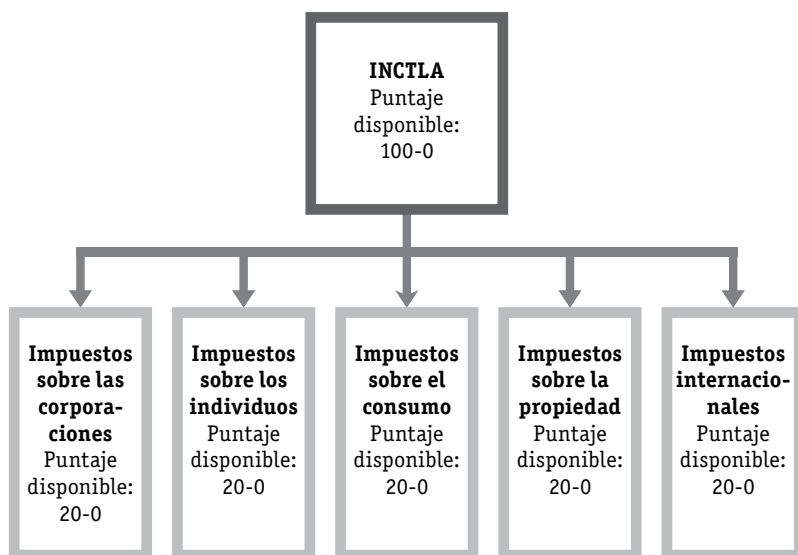 INCTLA
Puntaje
disponible:
100-0
Impuestos
sobre las
corpora-
ciones
Puntaje
disponible:
20-0
Impuestos
sobre los
individuos
Puntaje
disponible:
20-0
Impuestos
sobre el
consumo
Puntaje
disponible:
20-0
Impuestos
sobre la
propiedad
Puntaje
disponible:
20-0
Impuestos
internacio-
nales
Puntaje
disponible:
20-0